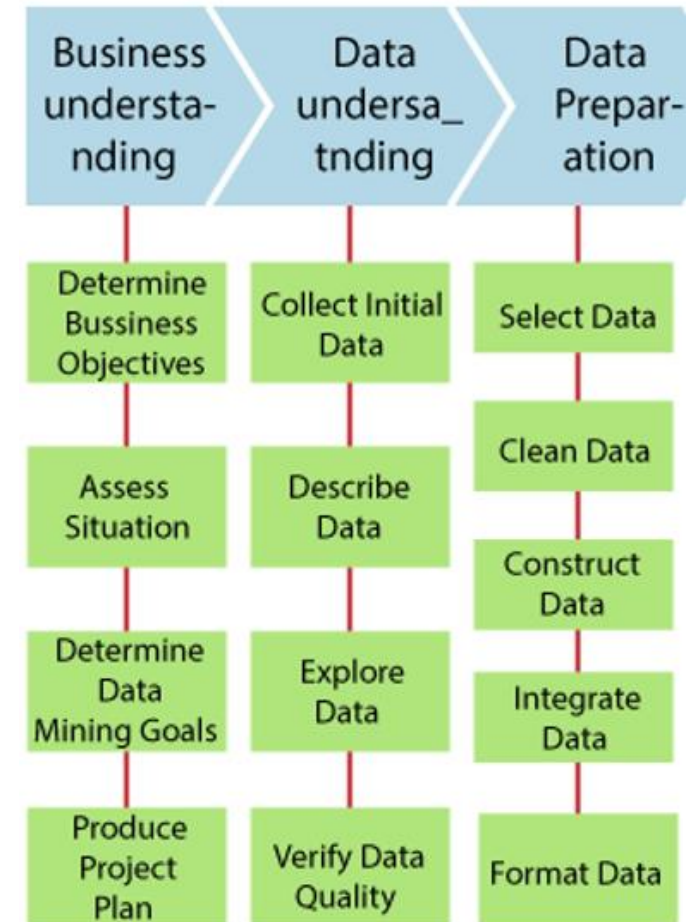 Business
understa-
nding
Data
undersa_
tnding
Data
Prepar-
ation
Determine
Bussiness
Objectives
Assess
Situation
Determine
Data
Mining Goals
Produce
Project
Plan
Collect Initial
Data
Describe
Data
Explore
Data
Verify Data
Quality
Select Data
Clean Data
Construct
Data
Integrate
Data
Format Data